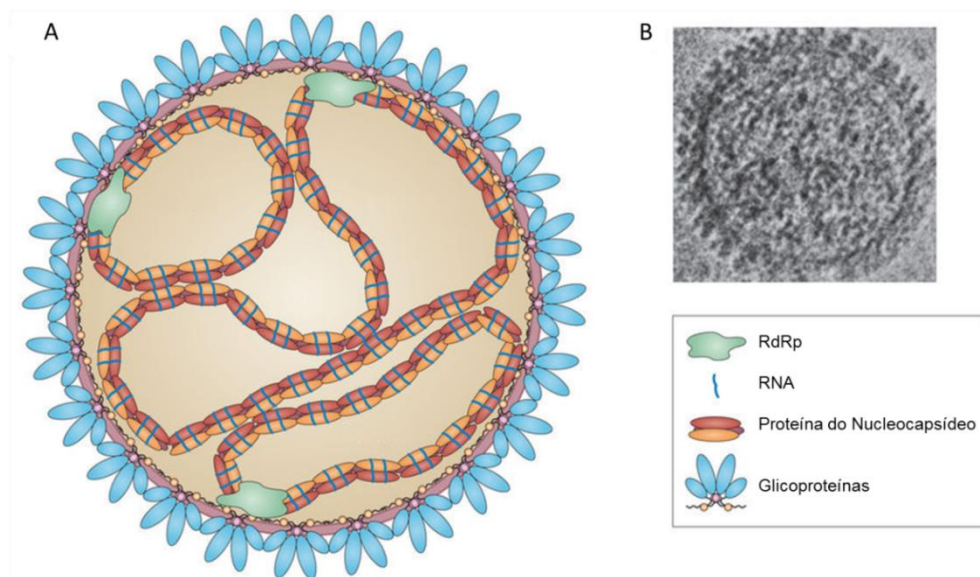 A
B
RdRp
RNA
Proteína do Nucleocapsídeo
Glicoproteínas